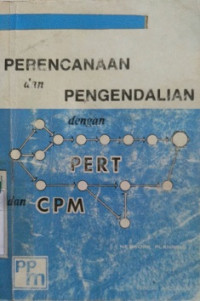 PERENCANAAN
dan
PENGENDALIAN
dengan
PERT
dan CPM
ppm